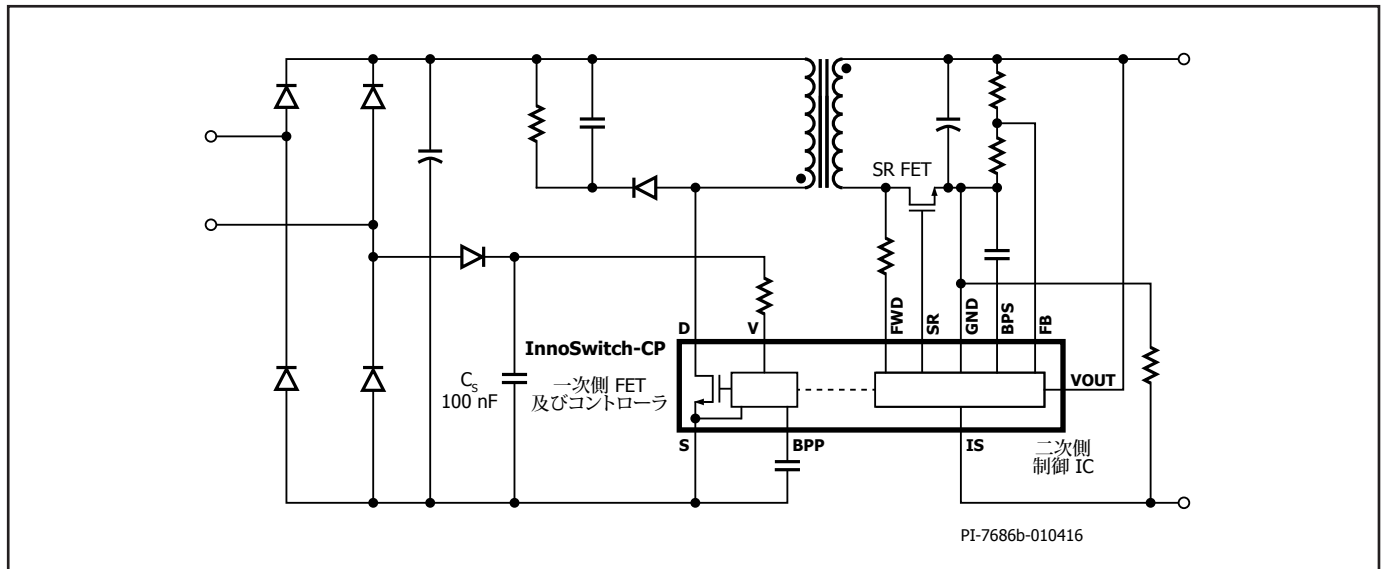 SR FET
FWD
SR
GND
BPS
FB
D
V
InnoSwitch-CP
VOUT
C_S
100 nF
一次側 FET
及びコントローラ
S
BPP
IS
二次側
制御 IC
PI-7686b-010416